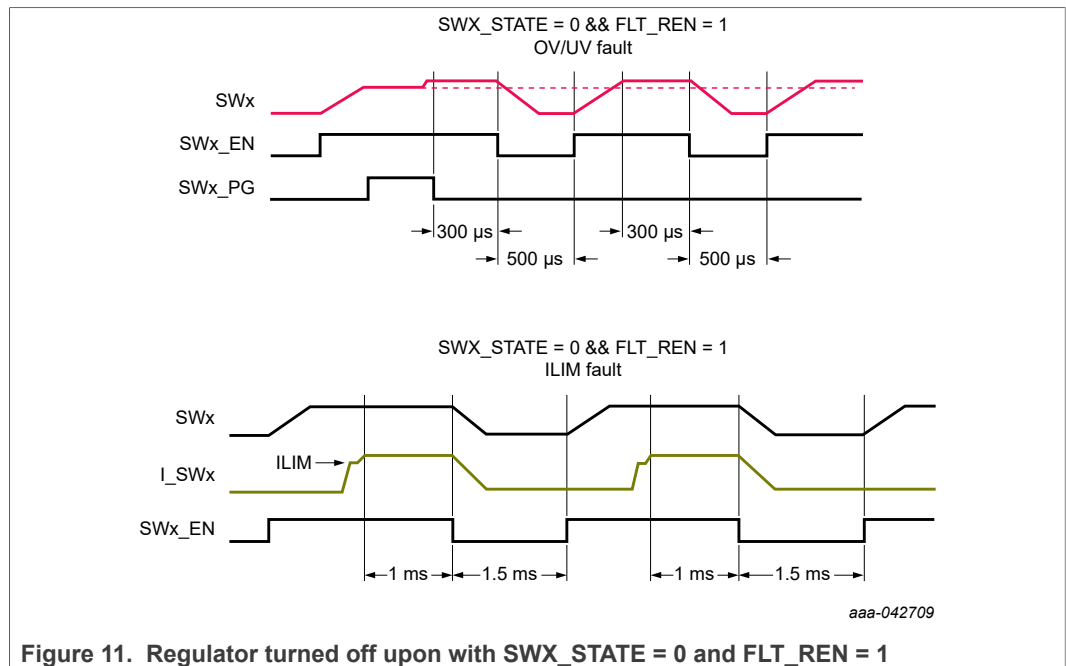 SWX_STATE = 0 && FLT_REN = 1
OV/UV fault
SWx
SWx_EN
SWx_PG
300 µs
300 µs
500 µs
500 µs
SWX_STATE = 0 && FLT_REN = 1
ILIM fault
SWx
ILIM
I_SWx
SWx_EN
1 ms
1.5 ms
1 ms
1.5 ms
aaa-042709
Figure 11. Regulator turned off upon with SWX_STATE = 0 and FLT_REN = 1